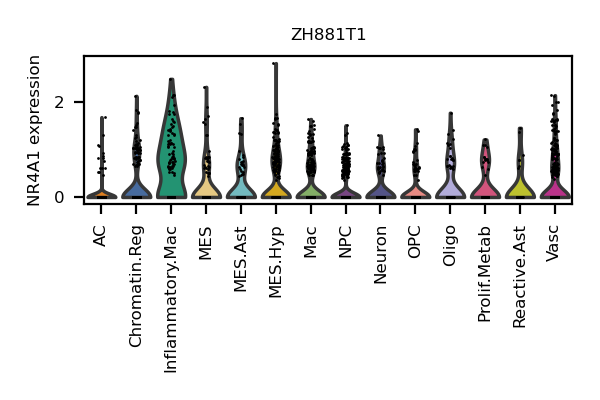 ZH881T1
NR4A1 expression
2
0
AC
Chromatin.Reg
Inflammatory.Mac
MES
MES.Ast
MES.Hyp
Mac
NPC
Neuron
OPC
Oligo
Prolif.Metab
Reactive.Ast
Vasc